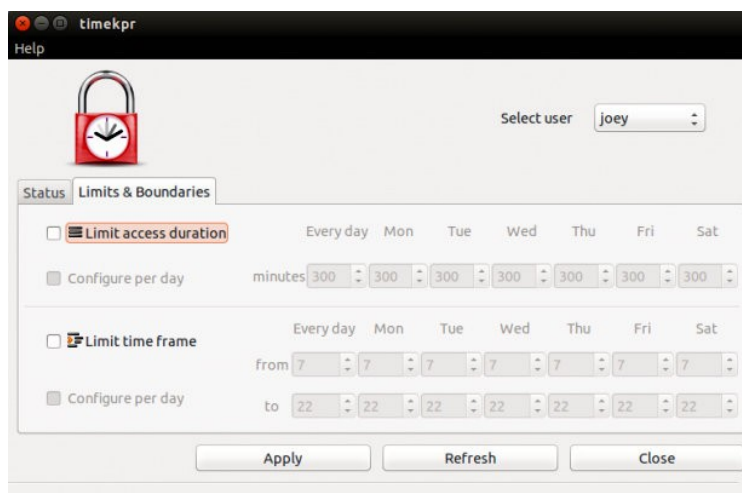 timekpr
Help
Select user joey
Status Limits & Boundaries
Limit access duration Every day Mon Tue Wed Thu Fri Sat
Configure per day minutes 300 300 300 300 300 300 300
Limit time frame Every day Mon Tue Wed Thu Fri Sat
from 7 7 7 7 7 7 7
Configure per day to 22 22 22 22 22 22 22
Apply Refresh Close